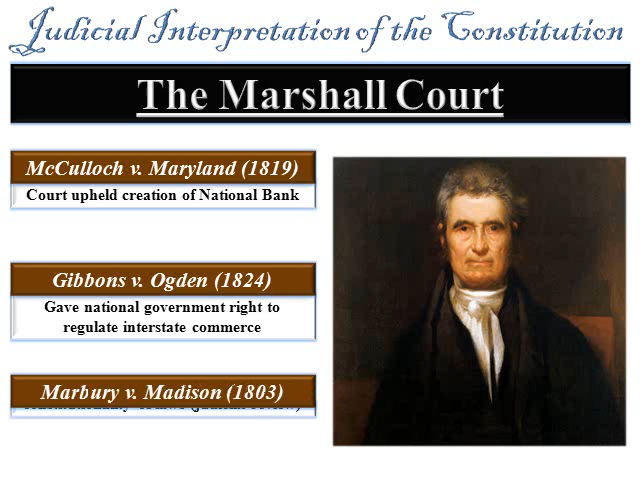 Judicial Interpretation of the Constitution
The Marshall Court
McCulloch v. Maryland (1819)
Court upheld creation of National Bank
Gibbons v. Ogden (1824)
Gave national government right to
regulate interstate commerce
Marbury v. Madison (1803)